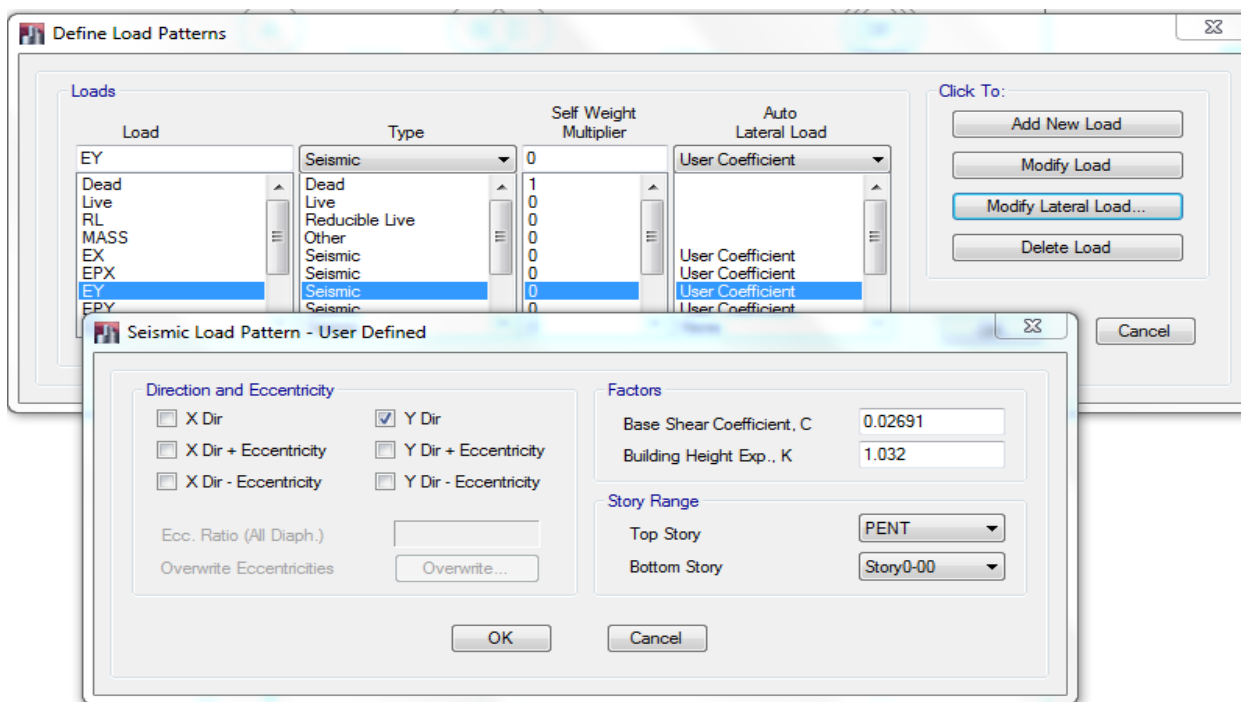 Define Load Patterns
Loads
Click To:
Load Type Self Weight Multiplier Auto Lateral Load
EY Seismic 0 User Coefficient
Dead Dead 1
Live Live 0
RL Reducible Live 0
MASS Other 0
EX Seismic 0 User Coefficient
EPX Seismic 0 User Coefficient
EY Seismic 0 User Coefficient
EPY Seismic 0 User Coefficient
Add New Load
Modify Load
Modify Lateral Load...
Delete Load
Cancel
Seismic Load Pattern - User Defined
Direction and Eccentricity
X Dir Y Dir
X Dir + Eccentricity Y Dir + Eccentricity
X Dir - Eccentricity Y Dir - Eccentricity
Ecc. Ratio (All Diaph.)
Overwrite Eccentricities Overwrite...
Factors
Base Shear Coefficient, C 0.02691
Building Height Exp., K 1.032
Story Range
Top Story PENT
Bottom Story Story0-00
OK Cancel